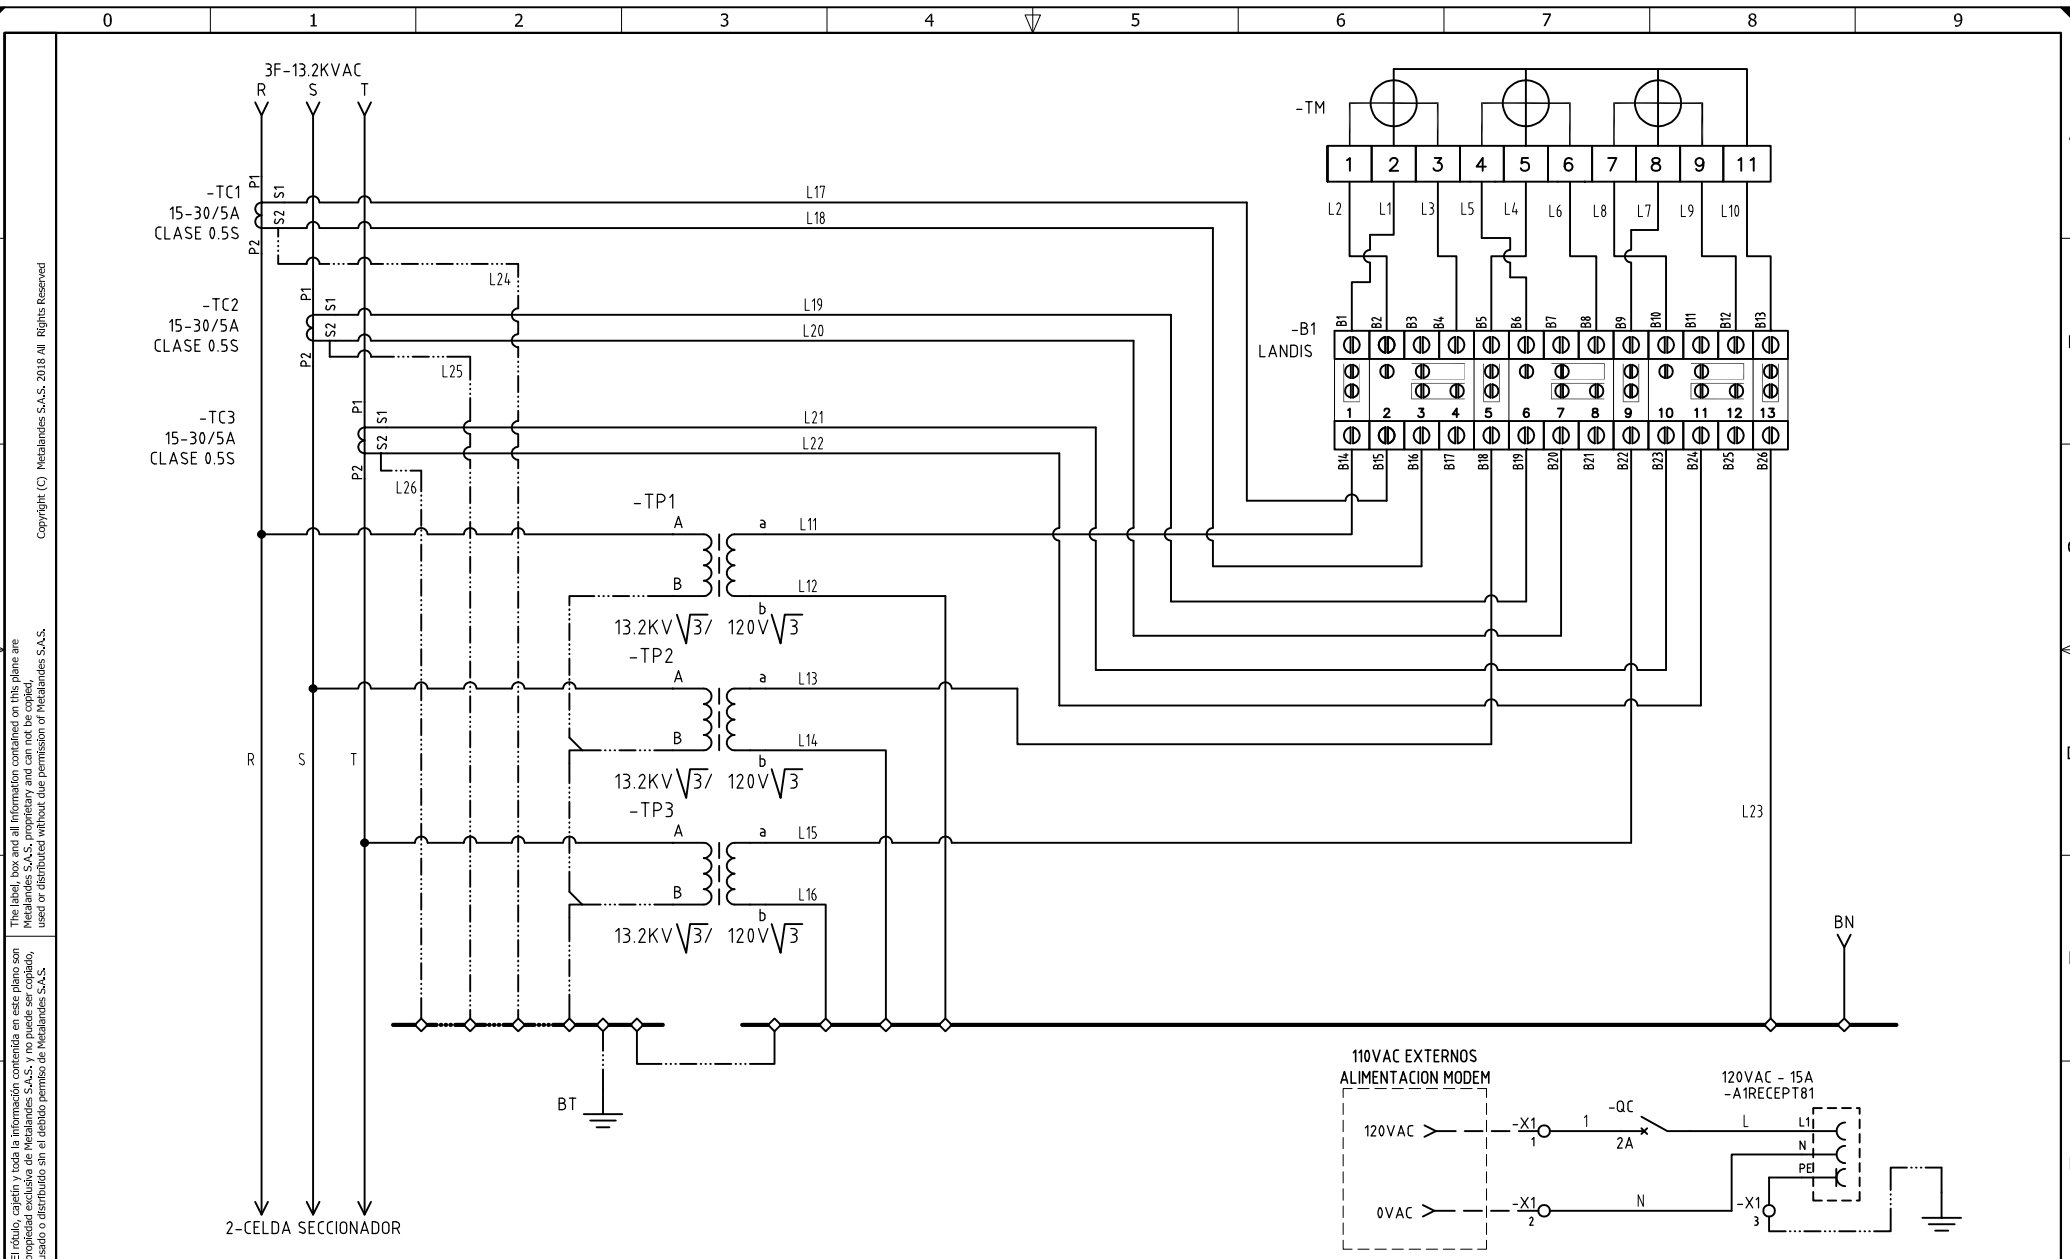 0 1 2 3 4 5 6 7 8 9
3F-13.2KVAC
R S T
-TC1
15-30/5A
CLASE 0.5S
P1 S1
S2
P2
L17
L18
L24
-TC2
15-30/5A
CLASE 0.5S
P1 S1
S2
P2
L19
L20
L25
-TC3
15-30/5A
CLASE 0.5S
P1 S1
S2
P2
L21
L22
L26
-TM
1 2 3 4 5 6 7 8 9 11
L2 L1 L3 L5 L4 L6 L8 L7 L9 L10
-B1
LANDIS
B1 B2 B3 B4 B5 B6 B7 B8 B9 B10 B11 B12 B13
1 2 3 4 5 6 7 8 9 10 11 12 13
B14 B15 B16 B17 B18 B19 B20 B21 B22 B23 B24 B25 B26
-TP1
A a L11
B L12
b
13.2KV√3/ 120V√3
-TP2
A a L13
B L14
b
13.2KV√3/ 120V√3
-TP3
A a L15
B L16
b
13.2KV√3/ 120V√3
R S T
L23
BN
BT
2-CELDA SECCIONADOR
110VAC EXTERNOS
ALIMENTACION MODEM
120VAC
-X1
1
1
-QC
2A
L
120VAC - 15A
-A1RECEPT81
L1
N
PE
0VAC
-X1
2
N
-X1
3
Copyright (C) Metalandes S.A.S. 2018 All Rights Reserved
The label, box and all information contained on this plane are
Metalandes S.A.S. proprietary and can not be copied,
used or distributed without due permission of Metalandes S.A.S.
El rótulo, cajetín y toda la información contenida en este plano son
propiedad exclusiva de Metalandes S.A.S. y no puede ser copiado,
usado o distribuido sin el debido permiso de Metalandes S.A.S.